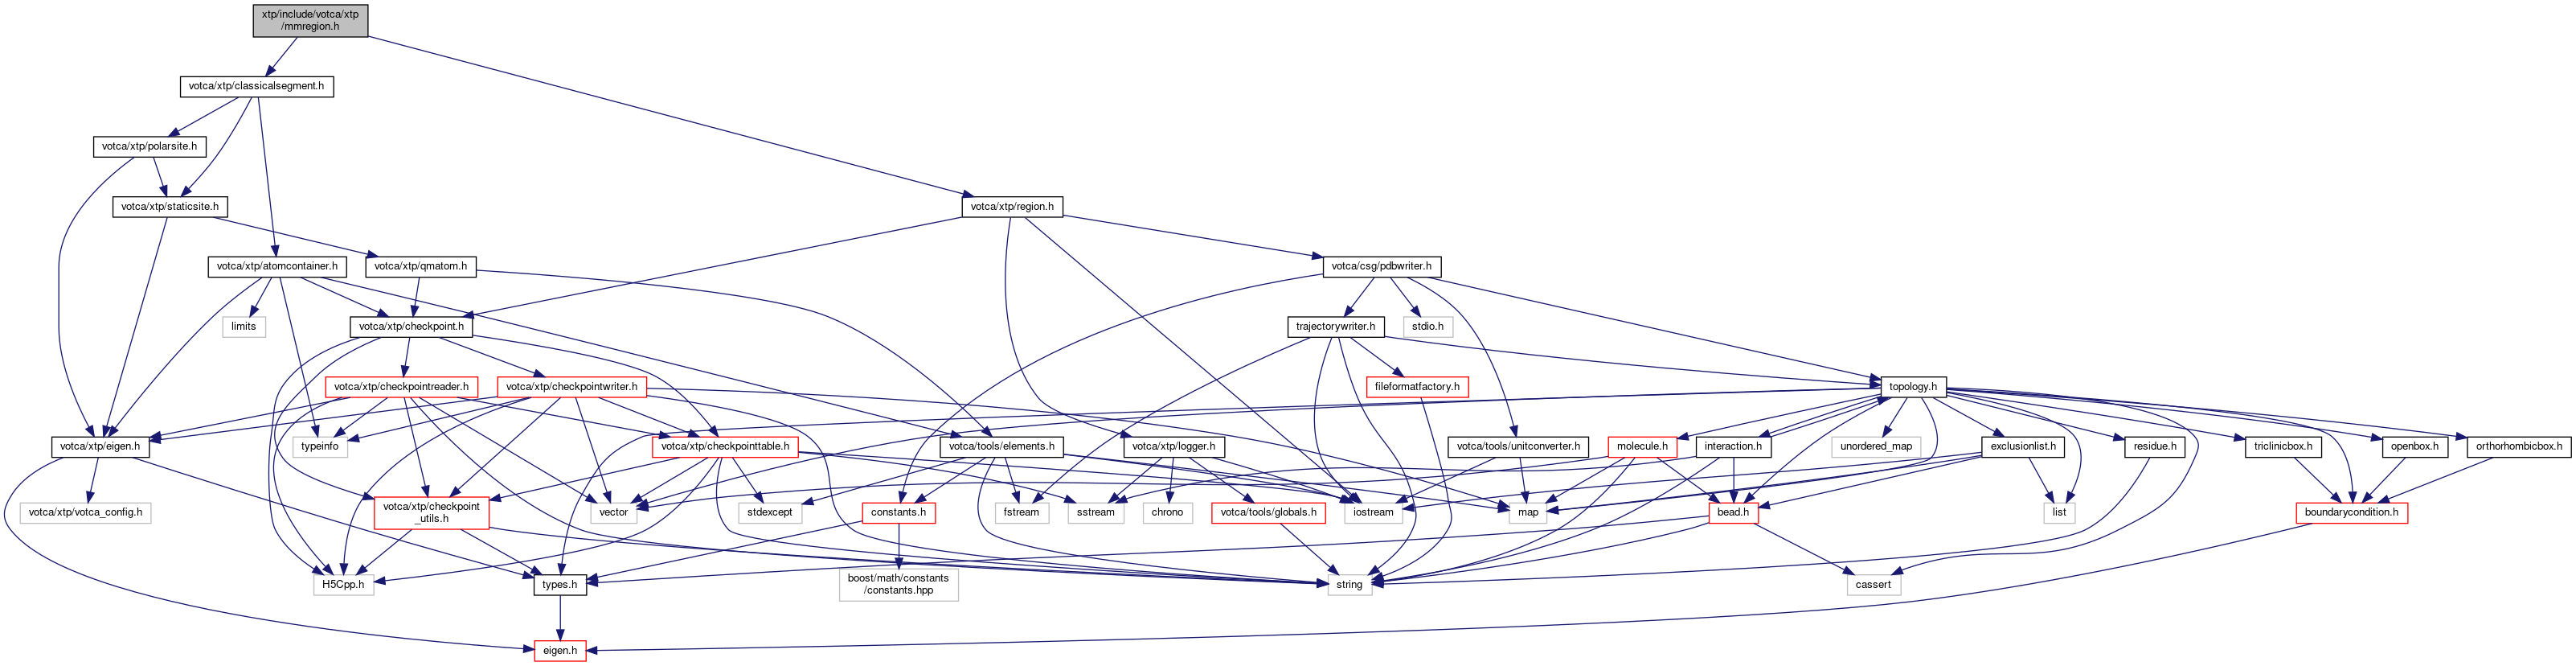 xtp/include/votca/xtp
/mmregion.h
votca/xtp/classicalsegment.h
votca/xtp/polarsite.h
votca/xtp/staticsite.h
votca/xtp/region.h
votca/xtp/atomcontainer.h
votca/xtp/qmatom.h
votca/csg/pdbwriter.h
limits
votca/xtp/checkpoint.h
trajectorywriter.h
stdio.h
votca/xtp/checkpointreader.h
votca/xtp/checkpointwriter.h
fileformatfactory.h
topology.h
votca/xtp/eigen.h
typeinfo
votca/xtp/checkpointtable.h
votca/tools/elements.h
votca/xtp/logger.h
votca/tools/unitconverter.h
molecule.h
interaction.h
unordered_map
exclusionlist.h
residue.h
triclinicbox.h
openbox.h
orthorhombicbox.h
votca/xtp/votca_config.h
votca/xtp/checkpoint
_utils.h
vector
stdexcept
constants.h
fstream
sstream
chrono
votca/tools/globals.h
iostream
map
bead.h
list
boundarycondition.h
H5Cpp.h
types.h
boost/math/constants
/constants.hpp
string
cassert
eigen.h